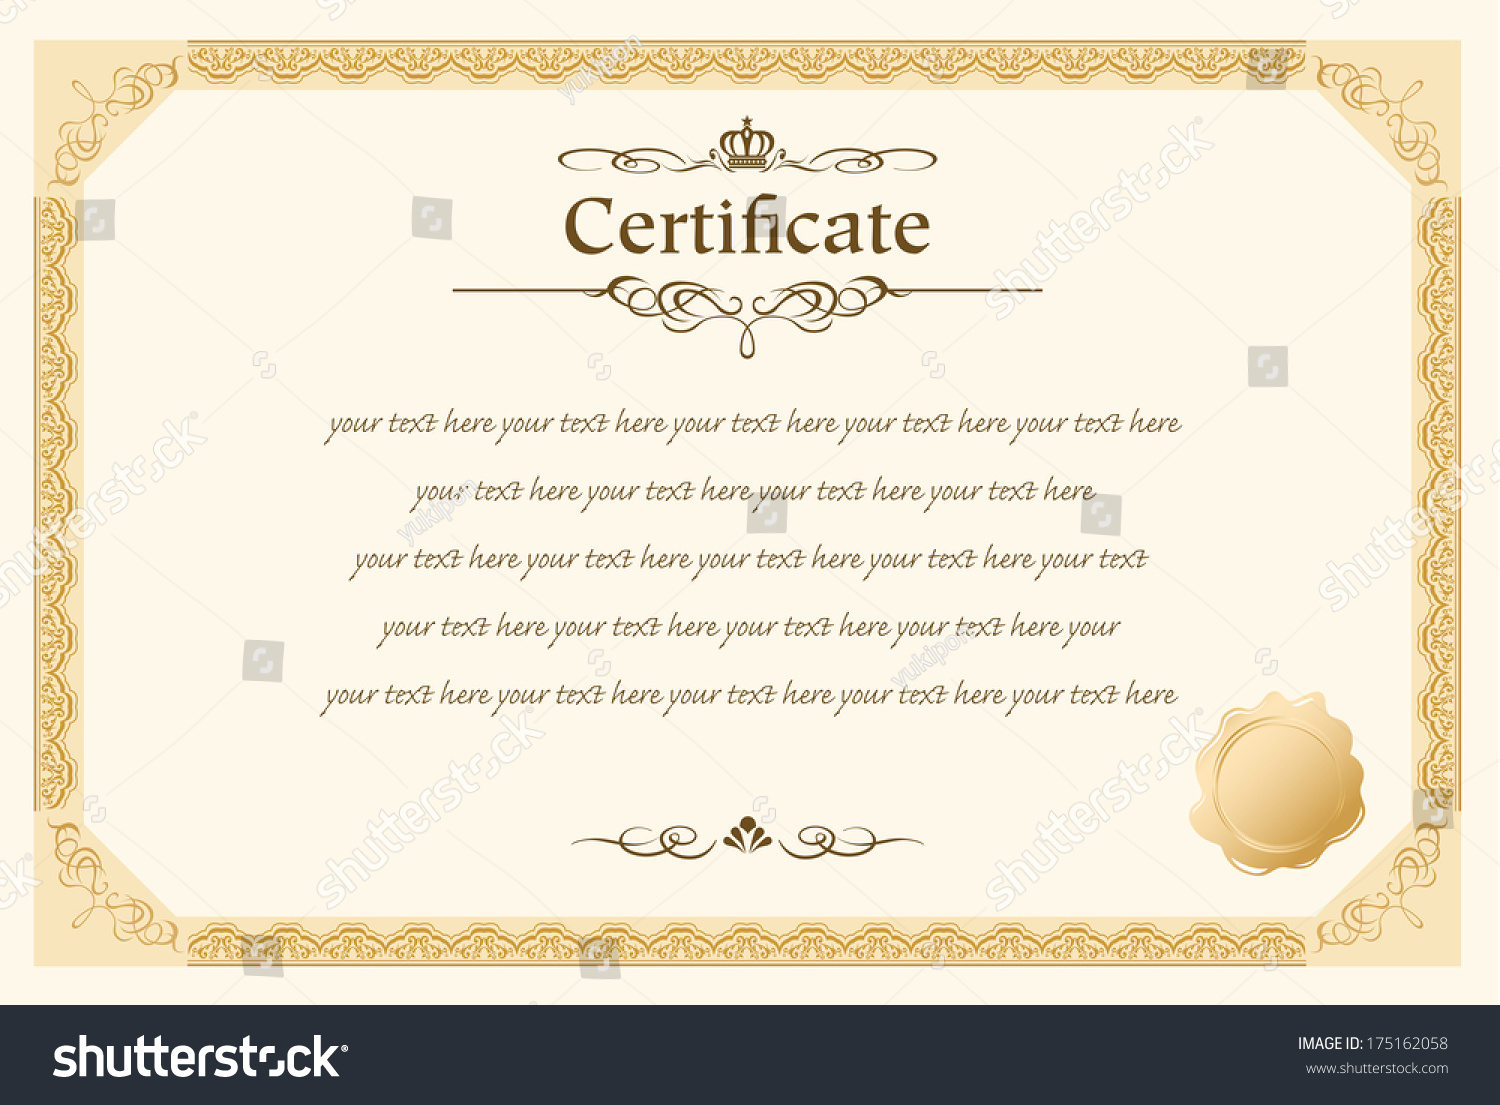 Certificate
your text here your text here your text here your text here your text here
your text here your text here your text here your text here
your text here your text here your text here your text here your text
your text here your text here your text here your text here your
your text here your text here your text here your text here your text here
shutterstock
yukipon
shutterstock®
IMAGE ID: 175162058
www.shutterstock.com